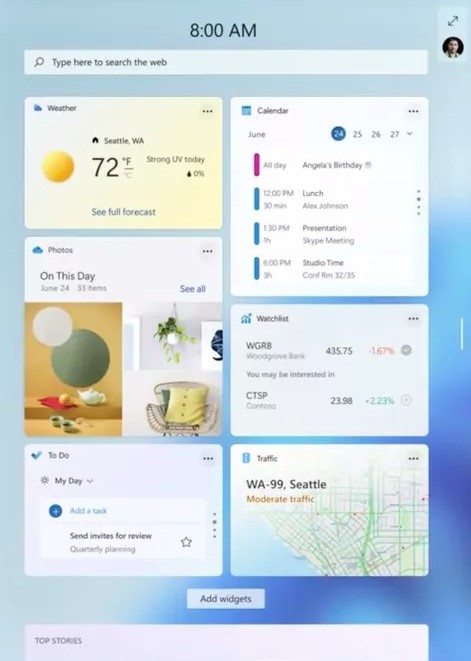 8:00 AM
Type here to search the web
Weather
Seattle, WA
72 °F
°C
Strong UV today
0%
See full forecast
Calendar
June
24 25 26 27
All day Angela's Birthday
12:00 PM Lunch
30 min Alex Johnson
1:30 PM Presentation
1h Skype Meeting
6:00 PM Studio Time
3h Conf Rm 32/35
Photos
On This Day
June 24 · 33 items
See all
Watchlist
WGRB 435.75 -1.67%
Woodgrove Bank
You may be interested in
CTSP 23.98 +2.23%
Contoso
To Do
My Day
Add a task
Send invites for review
Quarterly planning
Traffic
WA-99, Seattle
Moderate traffic
Add widgets
TOP STORIES